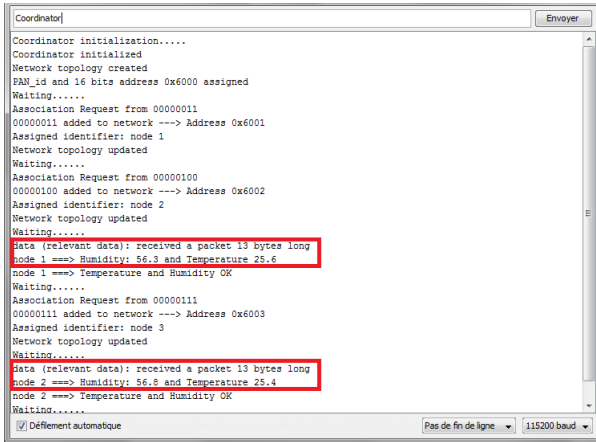 Coordinator
Envoyer
Coordinator initialization.....
Coordinator initialized
Network topology created
PAN_id and 16 bits address 0x6000 assigned
Waiting......
Association Request from 00000011
00000011 added to network ---> Address 0x6001
Assigned identifier: node 1
Network topology updated
Waiting......
Association Request from 00000100
00000100 added to network ---> Address 0x6002
Assigned identifier: node 2
Network topology updated
Waiting......
data (relevant data): received a packet 13 bytes long
node 1 ===> Humidity: 56.3 and Temperature 25.6
node 1 ===> Temperature and Humidity OK
Waiting......
Association Request from 00000111
00000111 added to network ---> Address 0x6003
Assigned identifier: node 3
Network topology updated
Waiting......
data (relevant data): received a packet 13 bytes long
node 2 ===> Humidity: 56.8 and Temperature 25.4
node 2 ===> Temperature and Humidity OK
Waiting......
Défilement automatique
Pas de fin de ligne
115200 baud